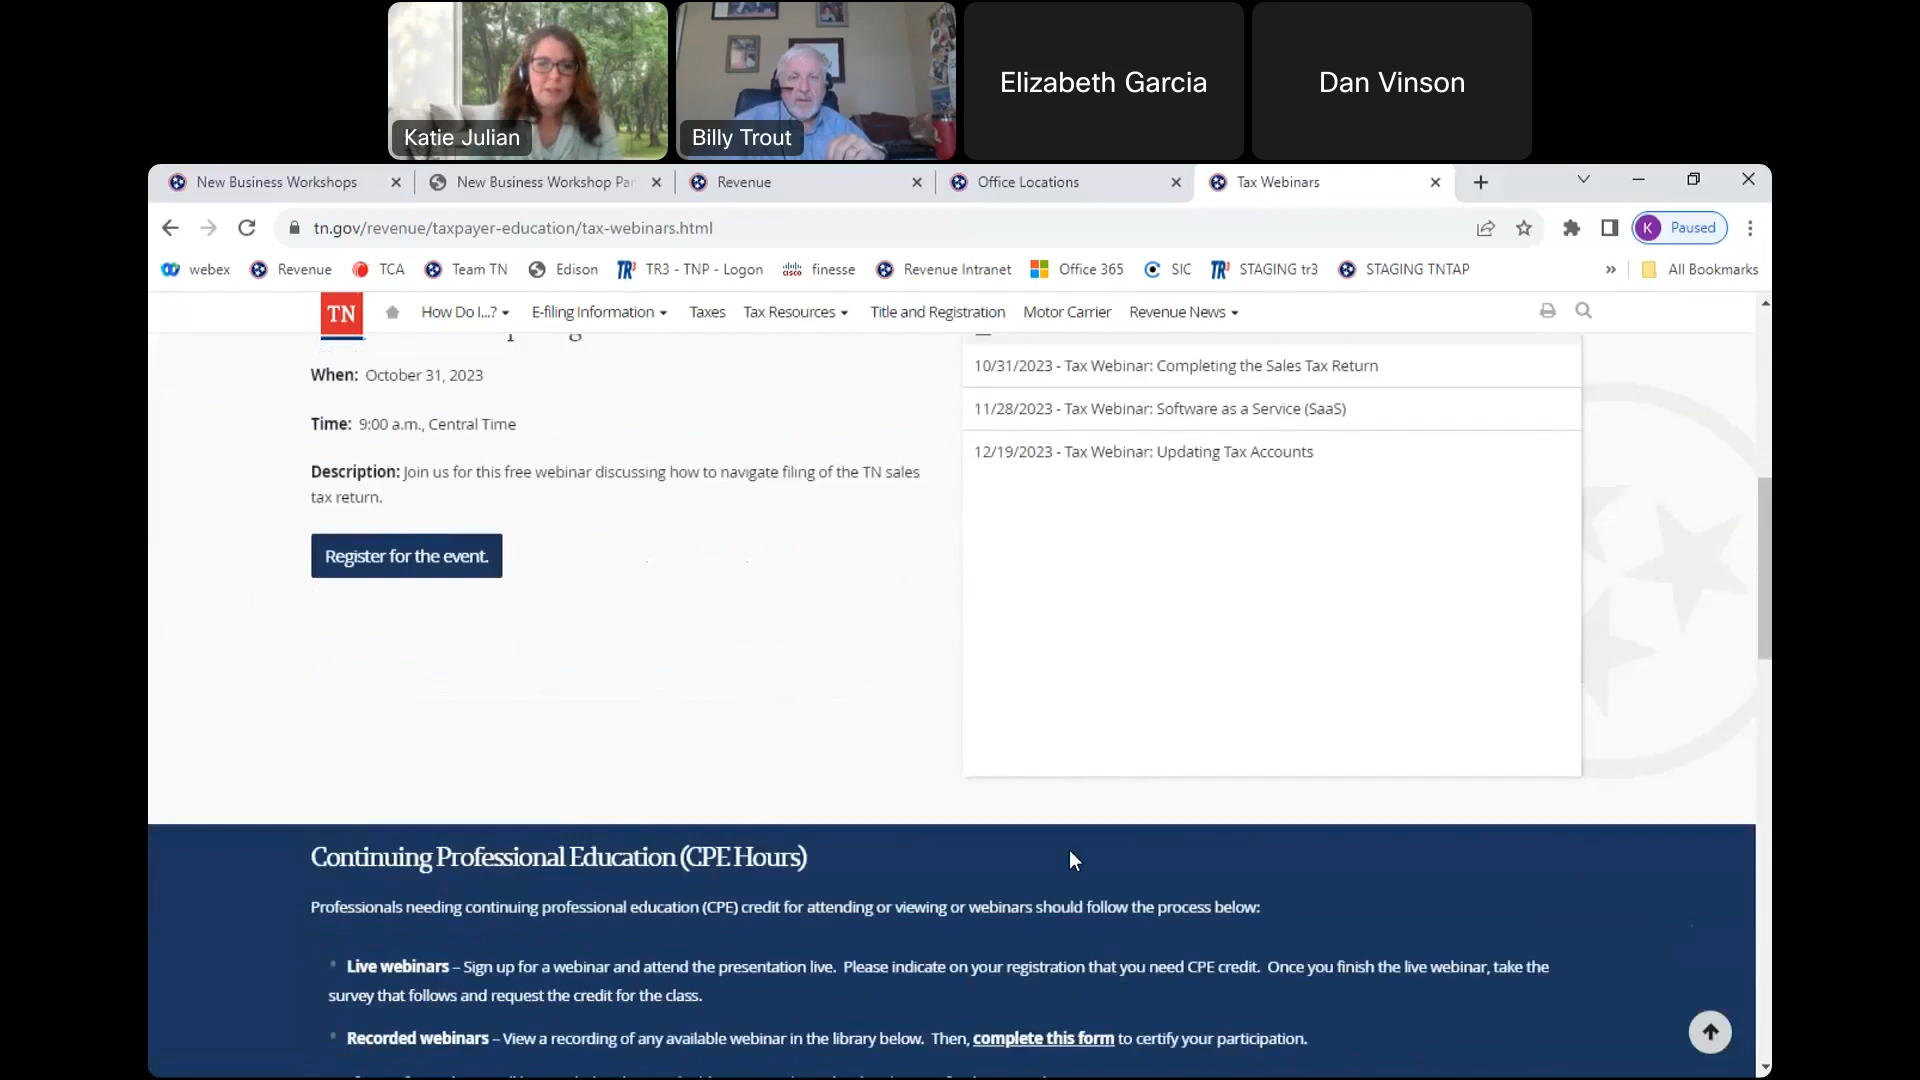 Katie Julian
Billy Trout
Elizabeth Garcia
Dan Vinson
New Business Workshops
New Business Workshop Par
Revenue
Office Locations
Tax Webinars
tn.gov/revenue/taxpayer-education/tax-webinars.html
K Paused
webex Revenue TCA Team TN Edison TR3 - TNP - Logon finesse Revenue Intranet Office 365 SIC STAGING tr3 STAGING TNTAP » All Bookmarks
TN How Do I...? E-filing Information Taxes Tax Resources Title and Registration Motor Carrier Revenue News
When: October 31, 2023
Time: 9:00 a.m., Central Time
Description: Join us for this free webinar discussing how to navigate filing of the TN sales
tax return.
Register for the event.
10/31/2023 - Tax Webinar: Completing the Sales Tax Return
11/28/2023 - Tax Webinar: Software as a Service (SaaS)
12/19/2023 - Tax Webinar: Updating Tax Accounts
Continuing Professional Education (CPE Hours)
Professionals needing continuing professional education (CPE) credit for attending or viewing or webinars should follow the process below:
Live webinars – Sign up for a webinar and attend the presentation live. Please indicate on your registration that you need CPE credit. Once you finish the live webinar, take the
survey that follows and request the credit for the class.
Recorded webinars – View a recording of any available webinar in the library below. Then, complete this form to certify your participation.